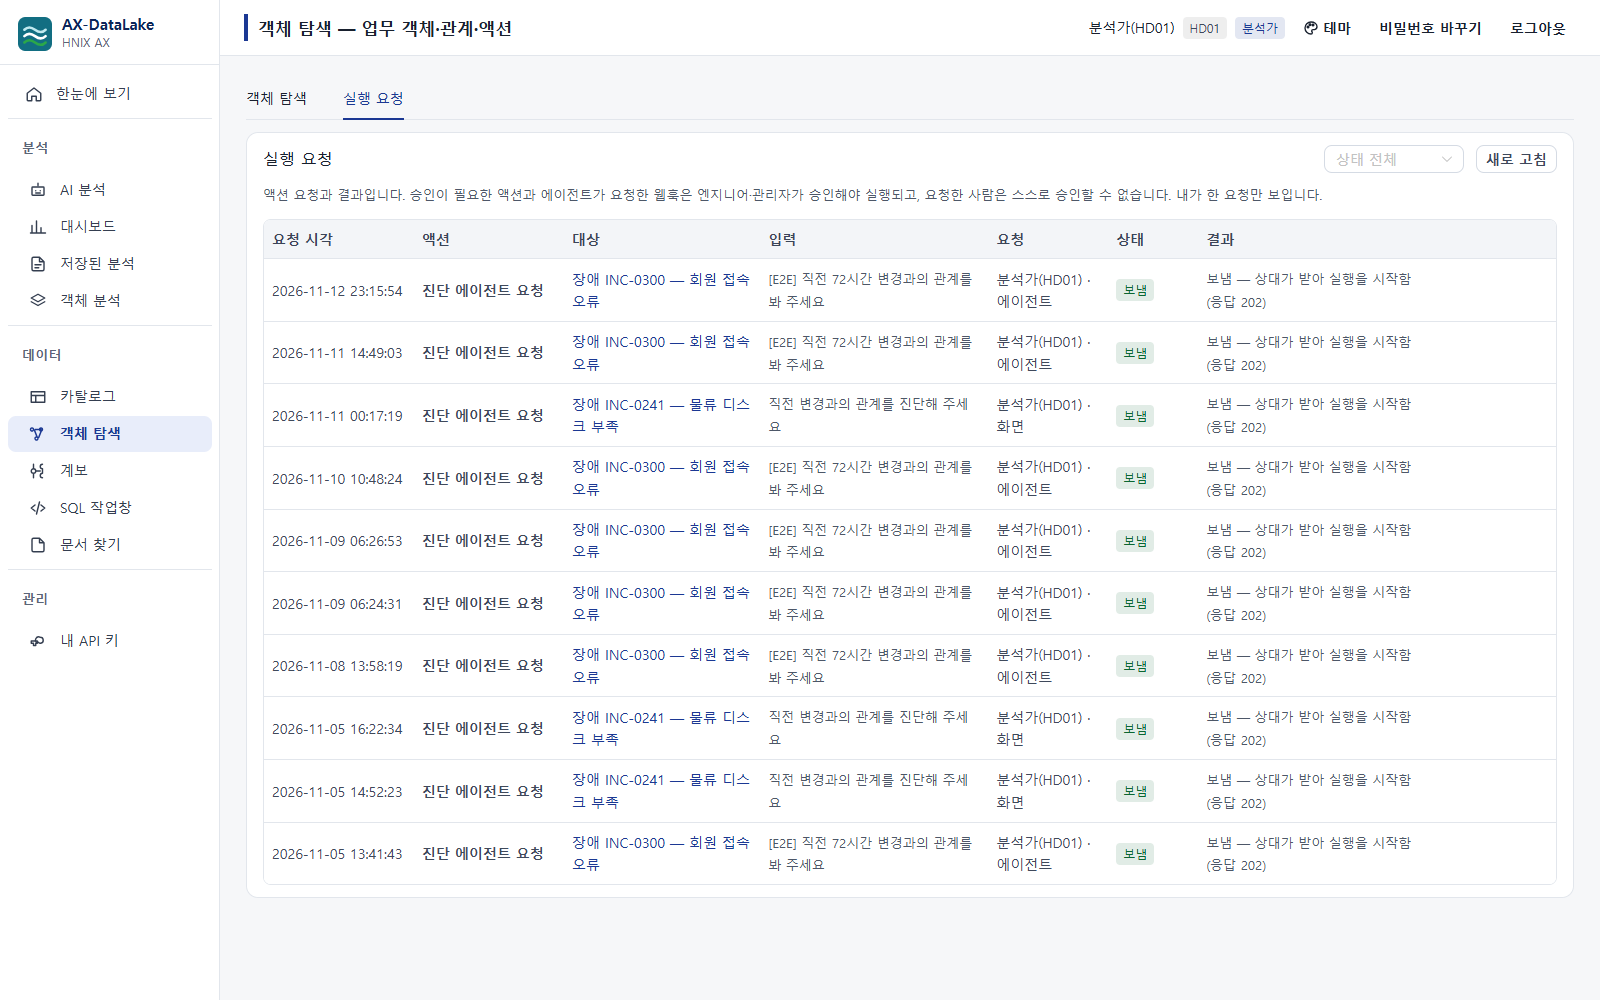 AX-DataLake
HNIX AX
한눈에 보기
분석
AI 분석
대시보드
저장된 분석
객체 분석
데이터
카탈로그
객체 탐색
계보
SQL 작업창
문서 찾기
관리
내 API 키
객체 탐색 — 업무 객체·관계·액션
분석가(HD01) HD01 분석가 테마 비밀번호 바꾸기 로그아웃
객체 탐색 실행 요청
실행 요청
상태 전체 새로 고침
액션 요청과 결과입니다. 승인이 필요한 액션과 에이전트가 요청한 웹훅은 엔지니어·관리자가 승인해야 실행되고, 요청한 사람은 스스로 승인할 수 없습니다. 내가 한 요청만 보입니다.
요청 시각 액션 대상 입력 요청 상태 결과
2026-11-12 23:15:54 진단 에이전트 요청 장애 INC-0300 — 회원 접속 오류 [E2E] 직전 72시간 변경과의 관계를 봐 주세요 분석가(HD01) · 에이전트 보냄 보냄 — 상대가 받아 실행을 시작함 (응답 202)
2026-11-11 14:49:03 진단 에이전트 요청 장애 INC-0300 — 회원 접속 오류 [E2E] 직전 72시간 변경과의 관계를 봐 주세요 분석가(HD01) · 에이전트 보냄 보냄 — 상대가 받아 실행을 시작함 (응답 202)
2026-11-11 00:17:19 진단 에이전트 요청 장애 INC-0241 — 물류 디스크 부족 직전 변경과의 관계를 진단해 주세요 분석가(HD01) · 화면 보냄 보냄 — 상대가 받아 실행을 시작함 (응답 202)
2026-11-10 10:48:24 진단 에이전트 요청 장애 INC-0300 — 회원 접속 오류 [E2E] 직전 72시간 변경과의 관계를 봐 주세요 분석가(HD01) · 에이전트 보냄 보냄 — 상대가 받아 실행을 시작함 (응답 202)
2026-11-09 06:26:53 진단 에이전트 요청 장애 INC-0300 — 회원 접속 오류 [E2E] 직전 72시간 변경과의 관계를 봐 주세요 분석가(HD01) · 에이전트 보냄 보냄 — 상대가 받아 실행을 시작함 (응답 202)
2026-11-09 06:24:31 진단 에이전트 요청 장애 INC-0300 — 회원 접속 오류 [E2E] 직전 72시간 변경과의 관계를 봐 주세요 분석가(HD01) · 에이전트 보냄 보냄 — 상대가 받아 실행을 시작함 (응답 202)
2026-11-08 13:58:19 진단 에이전트 요청 장애 INC-0300 — 회원 접속 오류 [E2E] 직전 72시간 변경과의 관계를 봐 주세요 분석가(HD01) · 에이전트 보냄 보냄 — 상대가 받아 실행을 시작함 (응답 202)
2026-11-05 16:22:34 진단 에이전트 요청 장애 INC-0241 — 물류 디스크 부족 직전 변경과의 관계를 진단해 주세요 분석가(HD01) · 화면 보냄 보냄 — 상대가 받아 실행을 시작함 (응답 202)
2026-11-05 14:52:23 진단 에이전트 요청 장애 INC-0241 — 물류 디스크 부족 직전 변경과의 관계를 진단해 주세요 분석가(HD01) · 화면 보냄 보냄 — 상대가 받아 실행을 시작함 (응답 202)
2026-11-05 13:41:43 진단 에이전트 요청 장애 INC-0300 — 회원 접속 오류 [E2E] 직전 72시간 변경과의 관계를 봐 주세요 분석가(HD01) · 에이전트 보냄 보냄 — 상대가 받아 실행을 시작함 (응답 202)